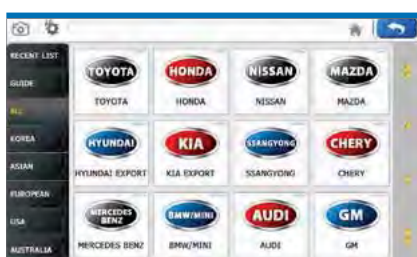 RECENT LIST
GUIDE
ALL
KOREA
ASIAN
EUROPEAN
USA
AUSTRALIA
TOYOTA HONDA NISSAN MAZDA
TOYOTA HONDA NISSAN MAZDA
HYUNDAI KIA SSANGYONG CHERY
HYUNDAI EXPORT KIA EXPORT SSANGYONG CHERY
MERCEDES BENZ BMW/MINI AUDI GM
MERCEDES BENZ BMW/MINI AUDI GM